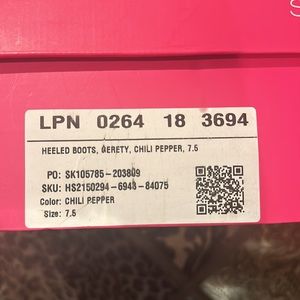 S
LPN 0264 18 3694
HEELED BOOTS, AERETY, CHILI PEPPER, 7.5
PO: SK105785-203809
SKU: HS2150294-6948-84075
Color: CHILI PEPPER
Size: 7.5